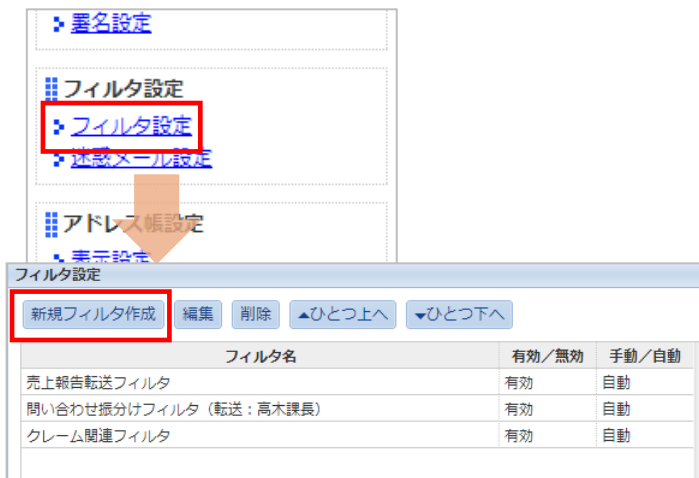 署名設定
フィルタ設定
フィルタ設定
迷惑メール設定
アドレス帳設定
表示設定
フィルタ設定
新規フィルタ作成 編集 削除 ▲ひとつ上へ ▼ひとつ下へ
フィルタ名 有効／無効 手動／自動
売上報告転送フィルタ 有効 自動
問い合わせ振分けフィルタ（転送：高木課長） 有効 自動
クレーム関連フィルタ 有効 自動